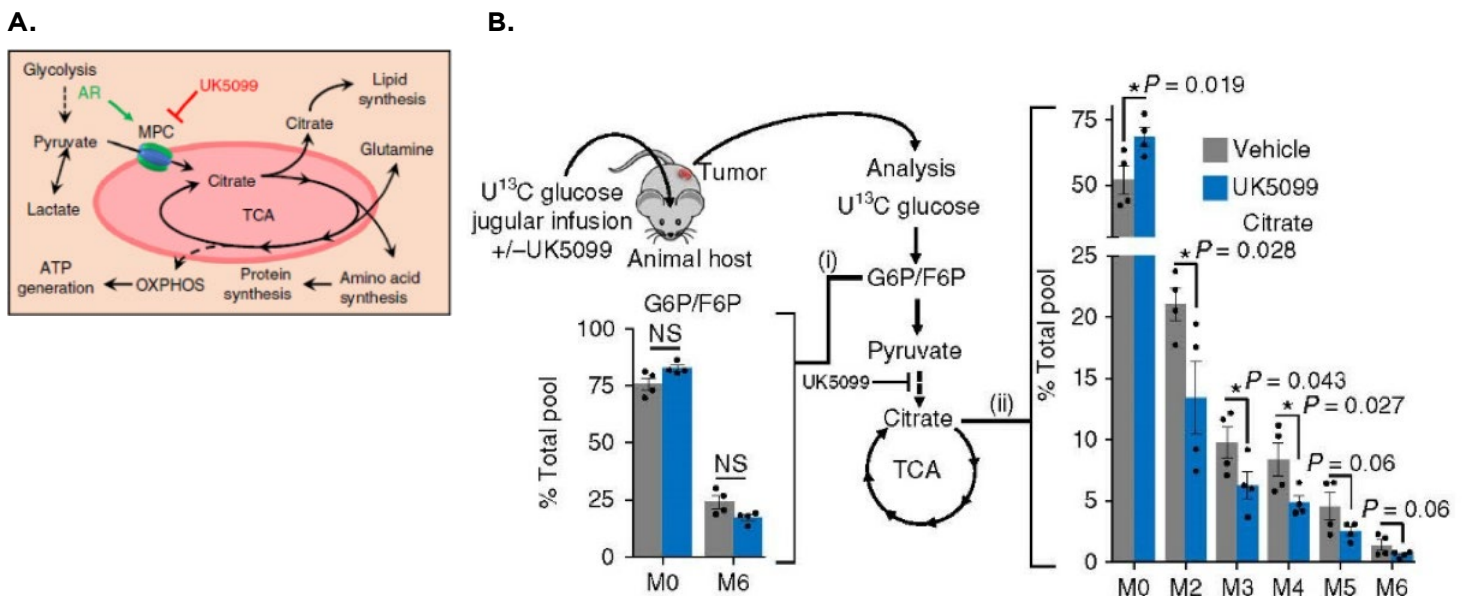 A.
Glycolysis
AR
UK5099
MPC
Pyruvate
Lactate
Citrate
TCA
Citrate
Lipid
synthesis
Glutamine
ATP
generation
OXPHOS
Protein
synthesis
Amino acid
synthesis
B.
U¹³C glucose
jugular infusion
+/–UK5099
Tumor
Animal host
Analysis
U¹³C glucose
G6P/F6P
Pyruvate
UK5099
Citrate
TCA
(i)
(ii)
G6P/F6P
% Total pool
100
75
50
25
0
NS
NS
M0
M6
% Total pool
75
50
25
20
15
10
5
0
* P = 0.019
Vehicle
UK5099
Citrate
* P = 0.028
* P = 0.043
* P = 0.027
P = 0.06
P = 0.06
M0
M2
M3
M4
M5
M6